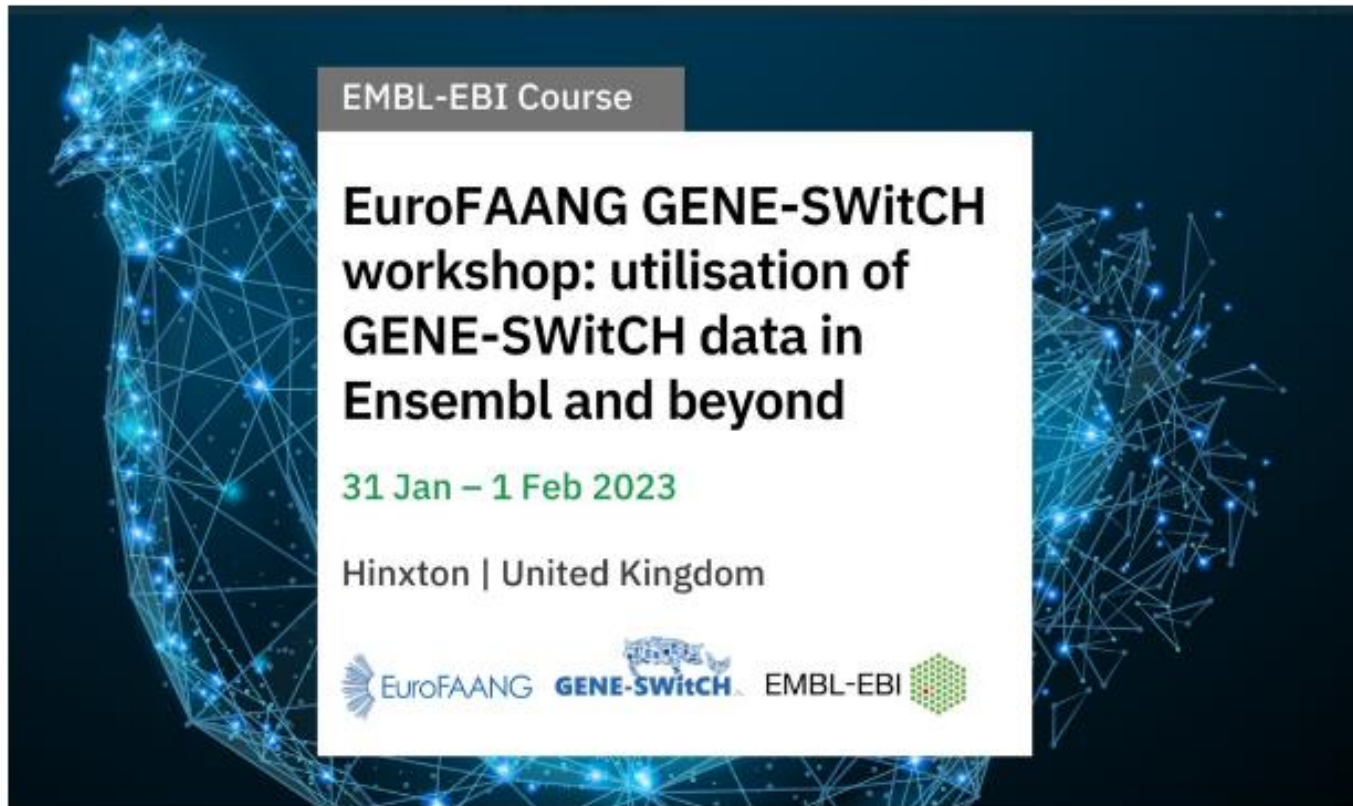 EMBL-EBI Course
EuroFAANG GENE-SWitCH
workshop: utilisation of
GENE-SWitCH data in
Ensembl and beyond
31 Jan – 1 Feb 2023
Hinxton | United Kingdom
EuroFAANG GENE-SWitCH EMBL-EBI